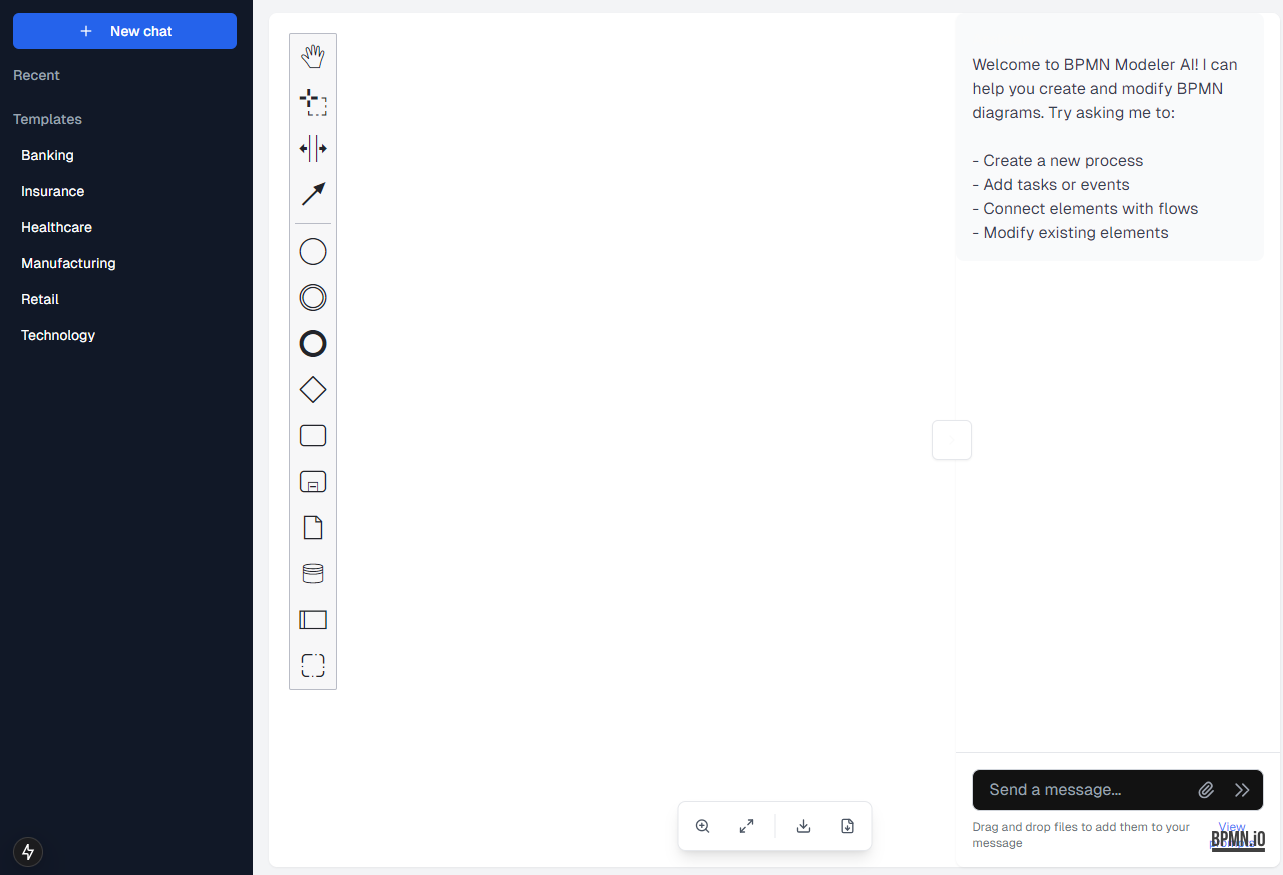 New chat
Recent
Templates
Banking
Insurance
Healthcare
Manufacturing
Retail
Technology
Welcome to BPMN Modeler AI! I can
help you create and modify BPMN
diagrams. Try asking me to:
- Create a new process
- Add tasks or events
- Connect elements with flows
- Modify existing elements
Send a message...
Drag and drop files to add them to your
message
View
BPMN.iO